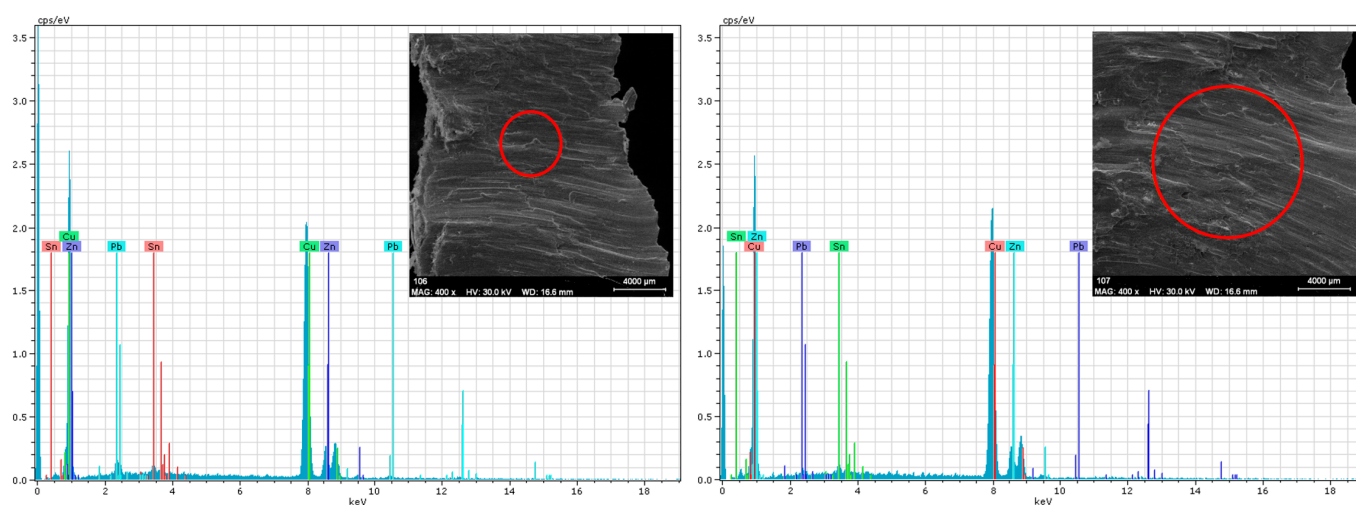 cps/eV
3.5
3.0
2.5
2.0
1.5
1.0
0.5
0.0
Sn Cu Zn Pb Sn Cu Zn Pb
0 2 4 6 8 10 12 14 16 18
keV
106
MAG: 400 x HV: 30.0 kV WD: 16.6 mm 4000 µm
cps/eV
3.5
3.0
2.5
2.0
1.5
1.0
0.5
0.0
Sn Zn Cu Pb Sn Cu Zn Pb
0 2 4 6 8 10 12 14 16 18
keV
107
MAG: 400 x HV: 30.0 kV WD: 16.6 mm 4000 µm